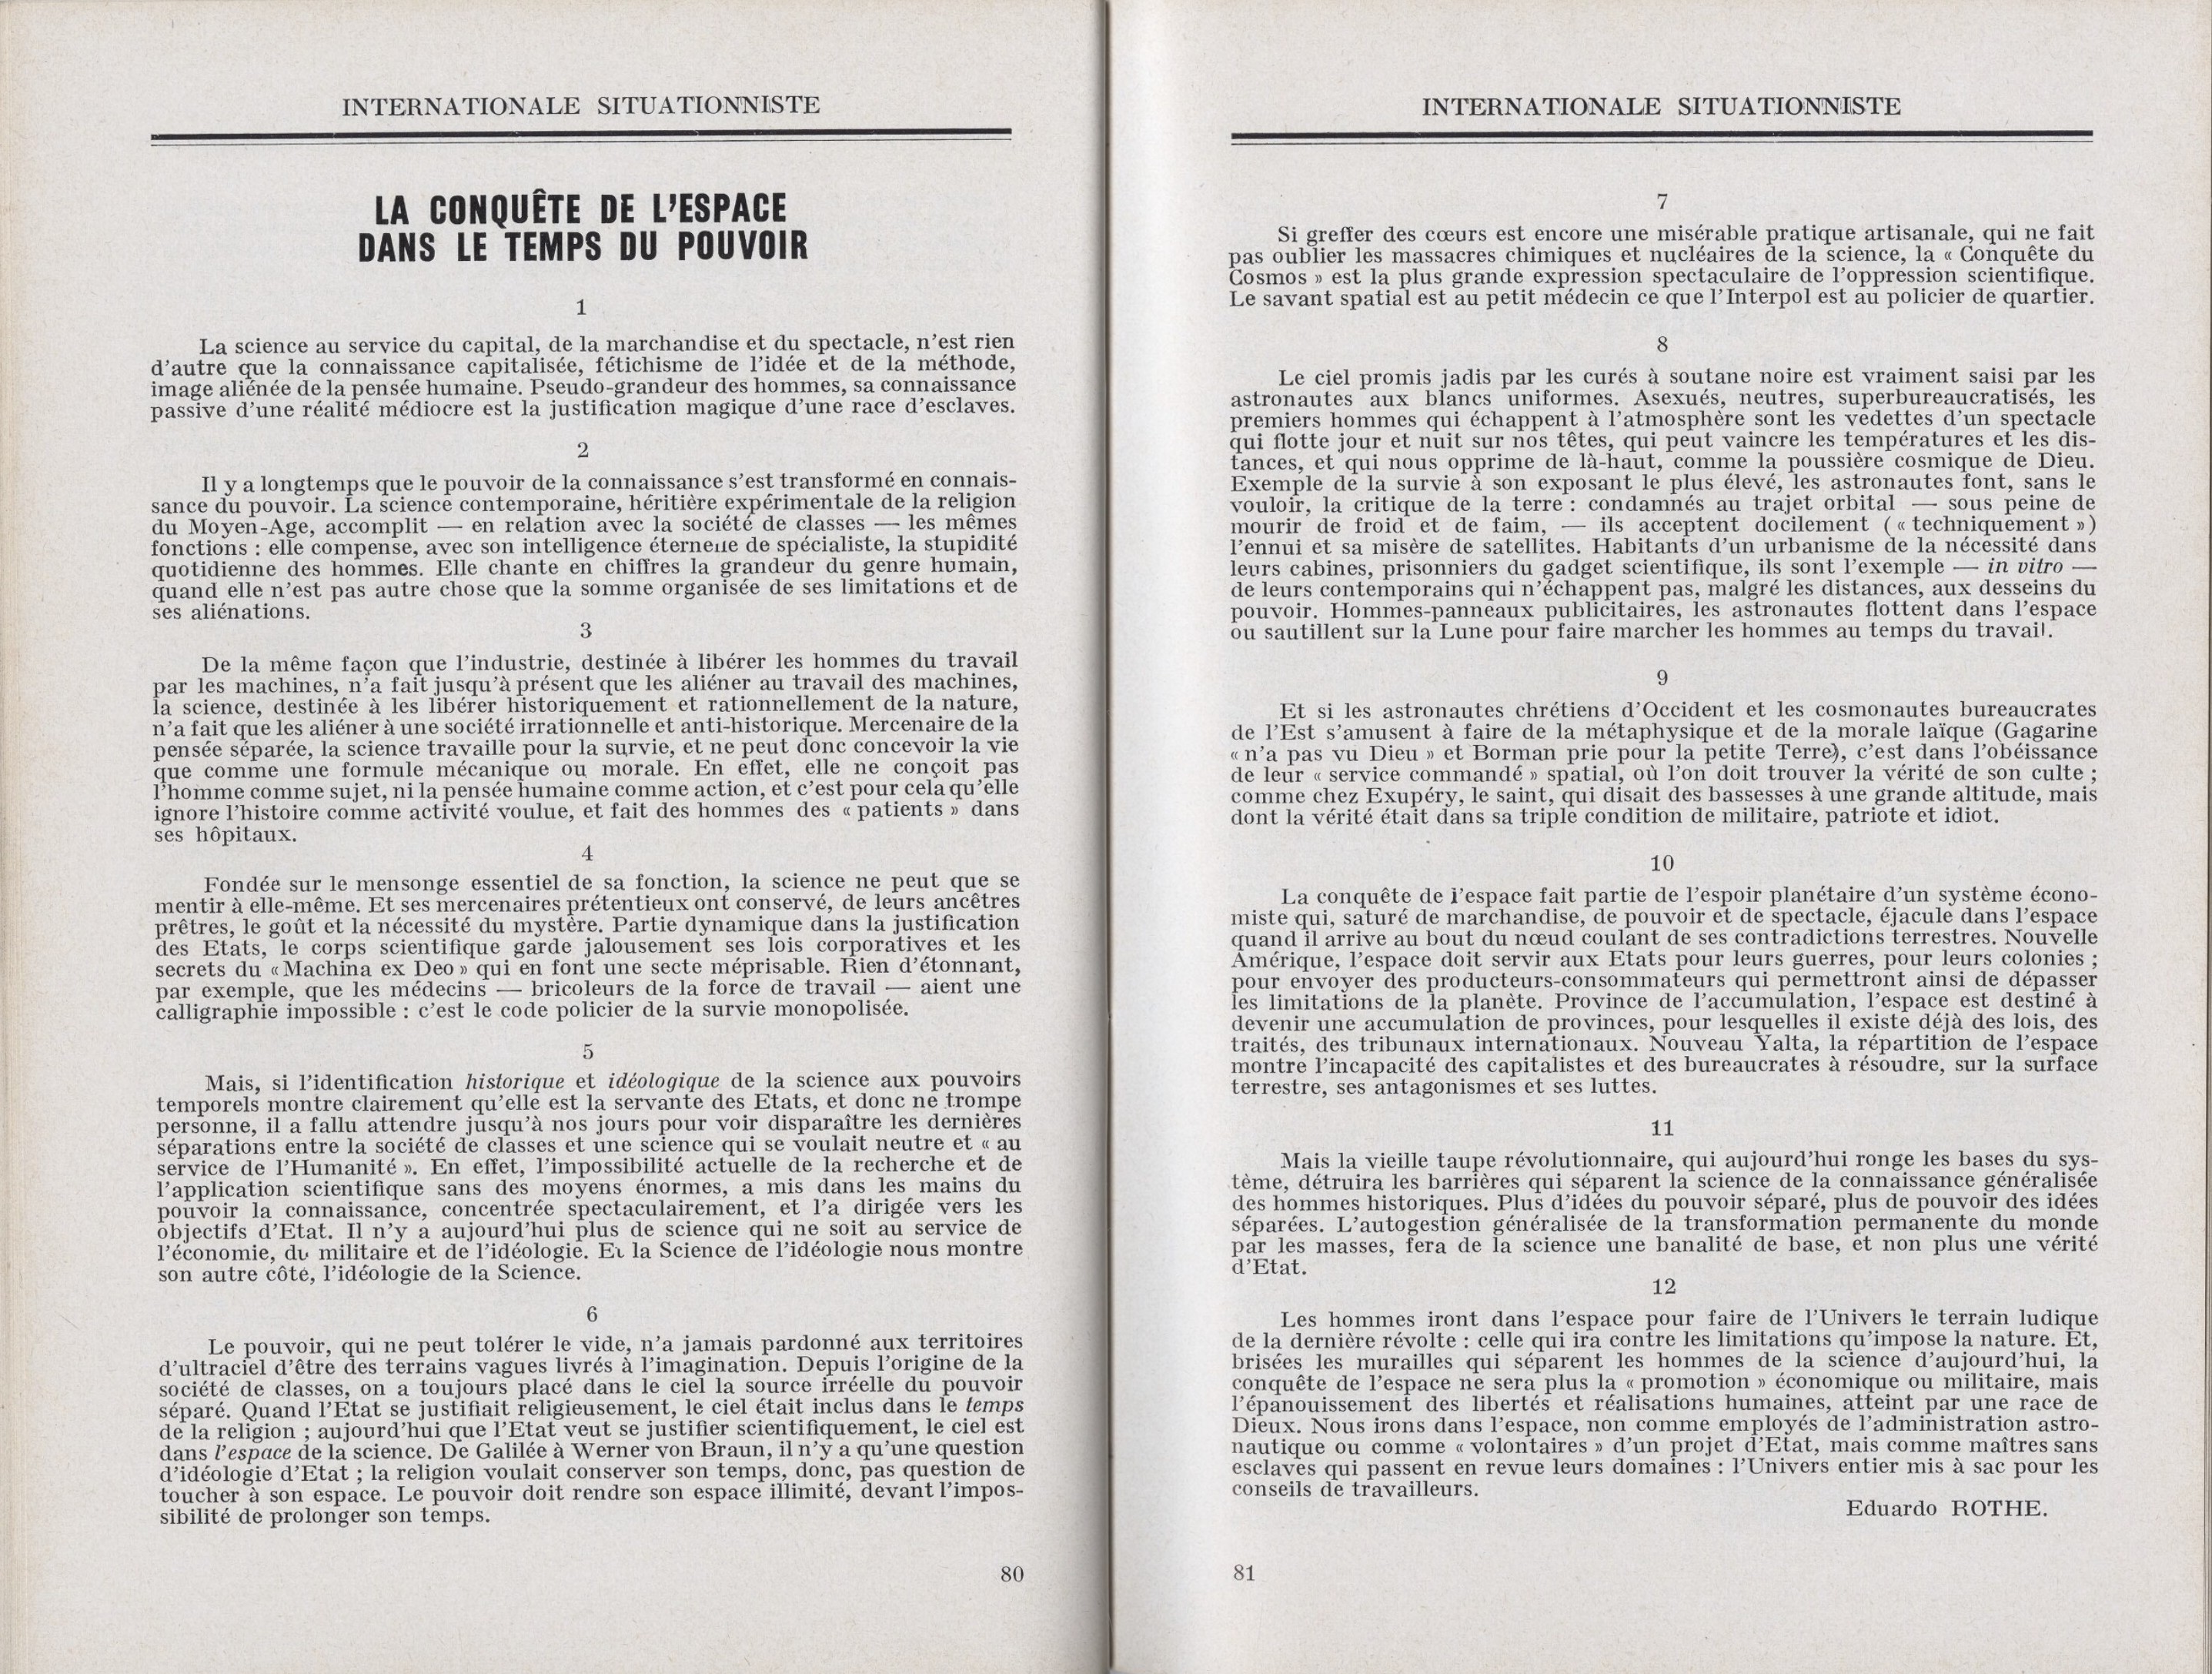 INTERNATIONALE SITUATIONNISTE
LA CONQUÊTE DE L'ESPACE
DANS LE TEMPS DU POUVOIR
1
La science au service du capital, de la marchandise et du spectacle, n'est rien
d'autre que la connaissance capitalisée, fétichisme de l'idée et de la méthode,
image aliénée de la pensée humaine. Pseudo-grandeur des hommes, sa connaissance
passive d'une réalité médiocre est la justification magique d'une race d'esclaves.
2
Il y a longtemps que le pouvoir de la connaissance s'est transformé en connais-
sance du pouvoir. La science contemporaine, héritière expérimentale de la religion
du Moyen-Age, accomplit — en relation avec la société de classes — les mêmes
fonctions : elle compense, avec son intelligence éternelle de spécialiste, la stupidité
quotidienne des hommes. Elle chante en chiffres la grandeur du genre humain,
quand elle n'est pas autre chose que la somme organisée de ses limitations et de
ses aliénations.
3
De la même façon que l'industrie, destinée à libérer les hommes du travail
par les machines, n'a fait jusqu'à présent que les aliéner au travail des machines,
la science, destinée à les libérer historiquement et rationnellement de la nature,
n'a fait que les aliéner à une société irrationnelle et anti-historique. Mercenaire de la
pensée séparée, la science travaille pour la survie, et ne peut donc concevoir la vie
que comme une formule mécanique ou morale. En effet, elle ne conçoit pas
l'homme comme sujet, ni la pensée humaine comme action, et c'est pour cela qu'elle
ignore l'histoire comme activité voulue, et fait des hommes des « patients » dans
ses hôpitaux.
4
Fondée sur le mensonge essentiel de sa fonction, la science ne peut que se
mentir à elle-même. Et ses mercenaires prétentieux ont conservé, de leurs ancêtres
prêtres, le goût et la nécessité du mystère. Partie dynamique dans la justification
des Etats, le corps scientifique garde jalousement ses lois corporatives et les
secrets du « Machina ex Deo » qui en font une secte méprisable. Rien d'étonnant,
par exemple, que les médecins — bricoleurs de la force de travail — aient une
calligraphie impossible : c'est le code policier de la survie monopolisée.
5
Mais, si l'identification historique et idéologique de la science aux pouvoirs
temporels montre clairement qu'elle est la servante des Etats, et donc ne trompe
personne, il a fallu attendre jusqu'à nos jours pour voir disparaître les dernières
séparations entre la société de classes et une science qui se voulait neutre et « au
service de l'Humanité ». En effet, l'impossibilité actuelle de la recherche et de
l'application scientifique sans des moyens énormes, a mis dans les mains du
pouvoir la connaissance, concentrée spectaculairement, et l'a dirigée vers les
objectifs d'Etat. Il n'y a aujourd'hui plus de science qui ne soit au service de
l'économie, du militaire et de l'idéologie. Et la Science de l'idéologie nous montre
son autre côté, l'idéologie de la Science.
6
Le pouvoir, qui ne peut tolérer le vide, n'a jamais pardonné aux territoires
d'ultraciel d'être des terrains vagues livrés à l'imagination. Depuis l'origine de la
société de classes, on a toujours placé dans le ciel la source irréelle du pouvoir
séparé. Quand l'Etat se justifiait religieusement, le ciel était inclus dans le temps
de la religion ; aujourd'hui que l'Etat veut se justifier scientifiquement, le ciel est
dans l'espace de la science. De Galilée à Werner von Braun, il n'y a qu'une question
d'idéologie d'Etat ; la religion voulait conserver son temps, donc, pas question de
toucher à son espace. Le pouvoir doit rendre son espace illimité, devant l'impos-
sibilité de prolonger son temps.
80
INTERNATIONALE SITUATIONNISTE
7
Si greffer des cœurs est encore une misérable pratique artisanale, qui ne fait
pas oublier les massacres chimiques et nucléaires de la science, la « Conquête du
Cosmos » est la plus grande expression spectaculaire de l'oppression scientifique.
Le savant spatial est au petit médecin ce que l'Interpol est au policier de quartier.
8
Le ciel promis jadis par les curés à soutane noire est vraiment saisi par les
astronautes aux blancs uniformes. Asexués, neutres, superbureaucratisés, les
premiers hommes qui échappent à l'atmosphère sont les vedettes d'un spectacle
qui flotte jour et nuit sur nos têtes, qui peut vaincre les températures et les dis-
tances, et qui nous opprime de là-haut, comme la poussière cosmique de Dieu.
Exemple de la survie à son exposant le plus élevé, les astronautes font, sans le
vouloir, la critique de la terre : condamnés au trajet orbital — sous peine de
mourir de froid et de faim, — ils acceptent docilement (« techniquement »)
l'ennui et sa misère de satellites. Habitants d'un urbanisme de la nécessité dans
leurs cabines, prisonniers du gadget scientifique, ils sont l'exemple — in vitro —
de leurs contemporains qui n'échappent pas, malgré les distances, aux desseins du
pouvoir. Hommes-panneaux publicitaires, les astronautes flottent dans l'espace
ou sautillent sur la Lune pour faire marcher les hommes au temps du travail.
9
Et si les astronautes chrétiens d'Occident et les cosmonautes bureaucrates
de l'Est s'amusent à faire de la métaphysique et de la morale laïque (Gagarine
« n'a pas vu Dieu » et Borman prie pour la petite Terre), c'est dans l'obéissance
de leur « service commandé » spatial, où l'on doit trouver la vérité de son culte ;
comme chez Exupéry, le saint, qui disait des bassesses à une grande altitude, mais
dont la vérité était dans sa triple condition de militaire, patriote et idiot.
10
La conquête de l'espace fait partie de l'espoir planétaire d'un système écono-
miste qui, saturé de marchandise, de pouvoir et de spectacle, éjacule dans l'espace
quand il arrive au bout du nœud coulant de ses contradictions terrestres. Nouvelle
Amérique, l'espace doit servir aux Etats pour leurs guerres, pour leurs colonies ;
pour envoyer des producteurs-consommateurs qui permettront ainsi de dépasser
les limitations de la planète. Province de l'accumulation, l'espace est destiné à
devenir une accumulation de provinces, pour lesquelles il existe déjà des lois, des
traités, des tribunaux internationaux. Nouveau Yalta, la répartition de l'espace
montre l'incapacité des capitalistes et des bureaucrates à résoudre, sur la surface
terrestre, ses antagonismes et ses luttes.
11
Mais la vieille taupe révolutionnaire, qui aujourd'hui ronge les bases du sys-
tème, détruira les barrières qui séparent la science de la connaissance généralisée
des hommes historiques. Plus d'idées du pouvoir séparé, plus de pouvoir des idées
séparées. L'autogestion généralisée de la transformation permanente du monde
par les masses, fera de la science une banalité de base, et non plus une vérité
d'Etat.
12
Les hommes iront dans l'espace pour faire de l'Univers le terrain ludique
de la dernière révolte : celle qui ira contre les limitations qu'impose la nature. Et,
brisées les murailles qui séparent les hommes de la science d'aujourd'hui, la
conquête de l'espace ne sera plus la « promotion » économique ou militaire, mais
l'épanouissement des libertés et réalisations humaines, atteint par une race de
Dieux. Nous irons dans l'espace, non comme employés de l'administration astro-
nautique ou comme « volontaires » d'un projet d'Etat, mais comme maîtres sans
esclaves qui passent en revue leurs domaines : l'Univers entier mis à sac pour les
conseils de travailleurs.
Eduardo ROTHE.
81